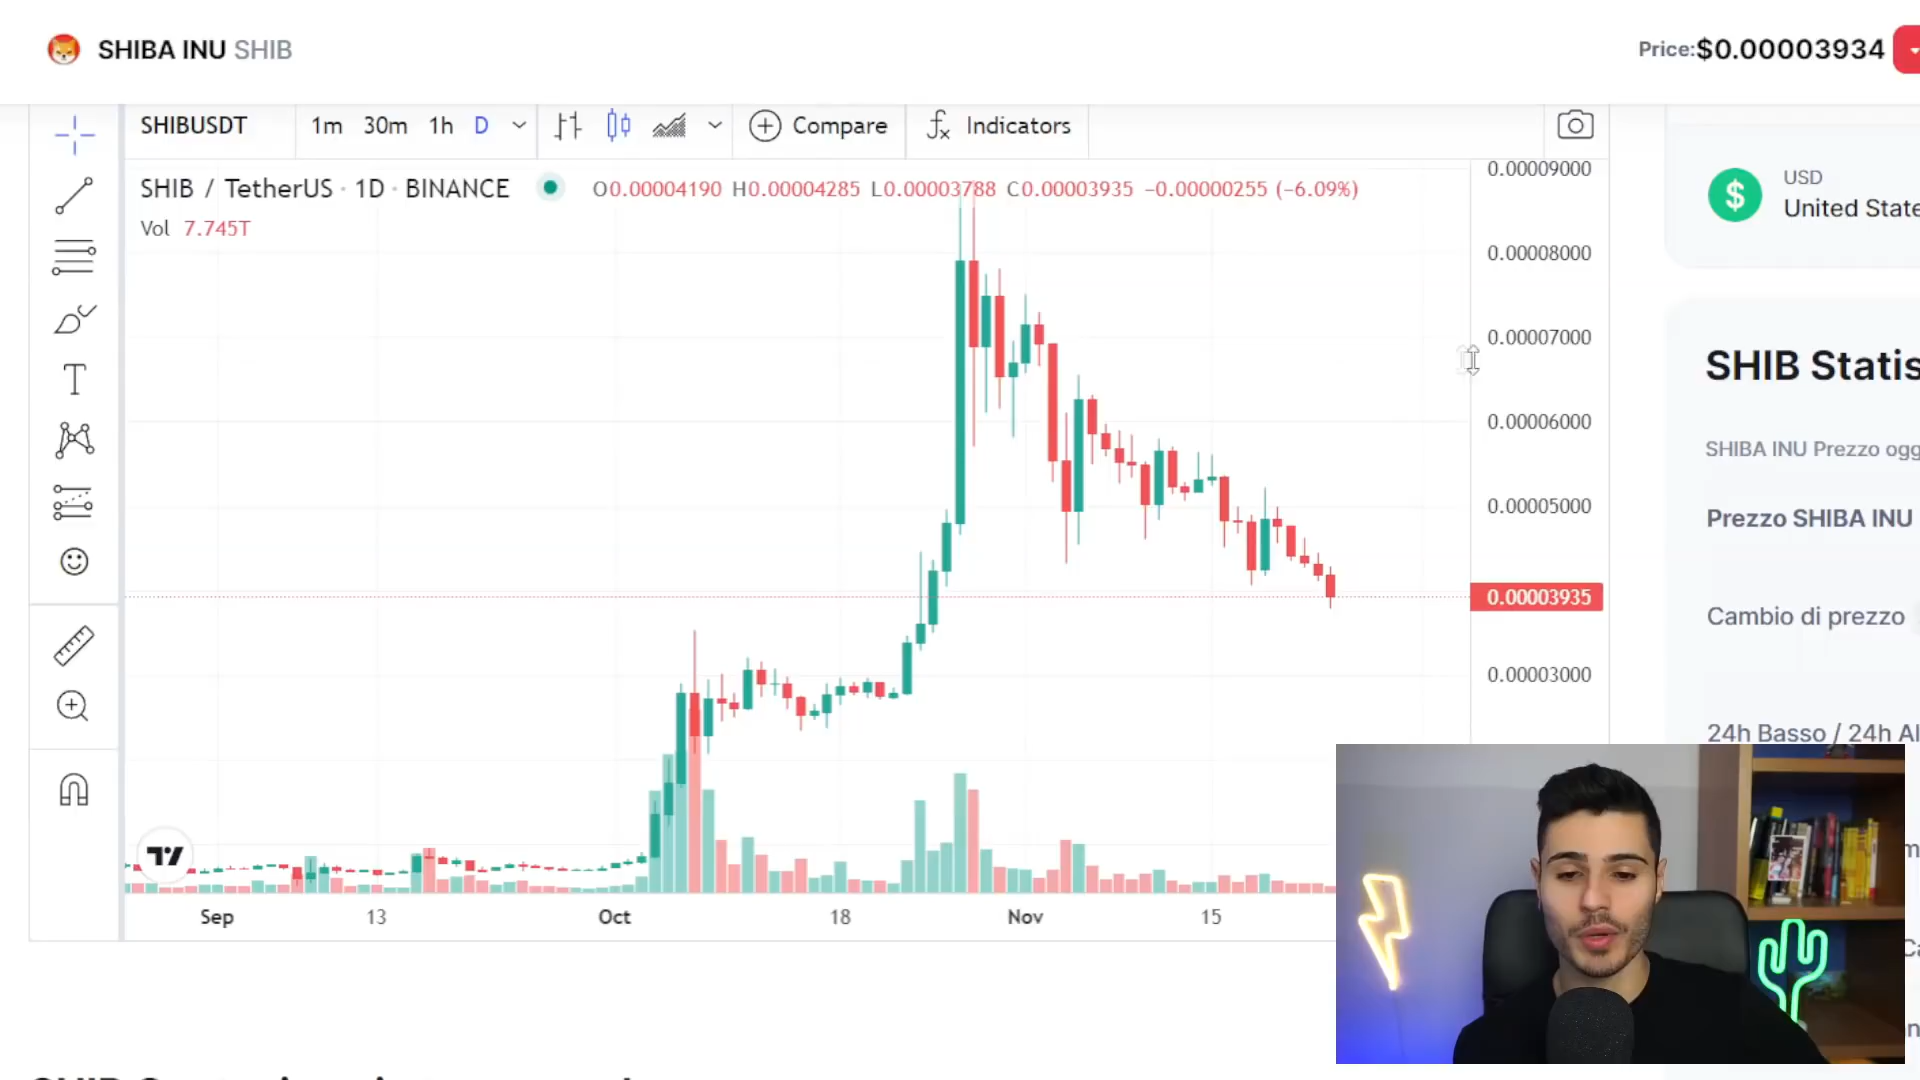 SHIBA INU SHIB
Price:$0.00003934
SHIBUSDT 1m 30m 1h D Compare Indicators
SHIB / TetherUS · 1D · BINANCE O0.00004190 H0.00004285 L0.00003788 C0.00003935 −0.00000255 (−6.09%)
Vol 7.745T
0.00009000
0.00008000
0.00007000
0.00006000
0.00005000
0.00003935
0.00003000
Sep 13 Oct 18 Nov 15
USD
United State
SHIB Statis
SHIBA INU Prezzo ogg
Prezzo SHIBA INU
Cambio di prezzo
24h Basso / 24h Al